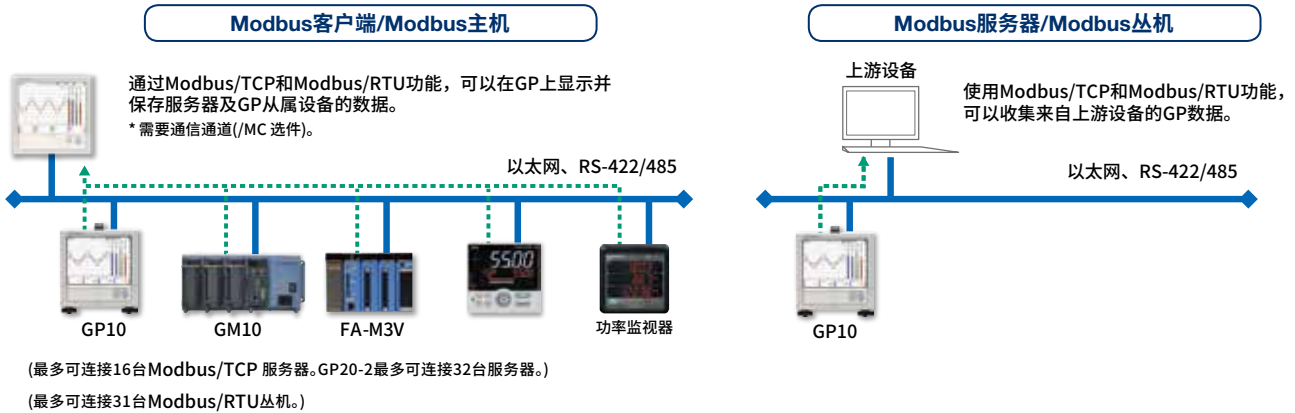 Modbus客户端/Modbus主机
通过Modbus/TCP和Modbus/RTU功能，可以在GP上显示并
保存服务器及GP从属设备的数据。
* 需要通信通道(/MC 选件)。
以太网、RS-422/485
5500
GP10
GM10
FA-M3V
功率监视器
(最多可连接16台Modbus/TCP 服务器。GP20-2最多可连接32台服务器。)
(最多可连接31台Modbus/RTU丛机。)
Modbus服务器/Modbus丛机
上游设备
使用Modbus/TCP和Modbus/RTU功能，
可以收集来自上游设备的GP数据。
以太网、RS-422/485
GP10